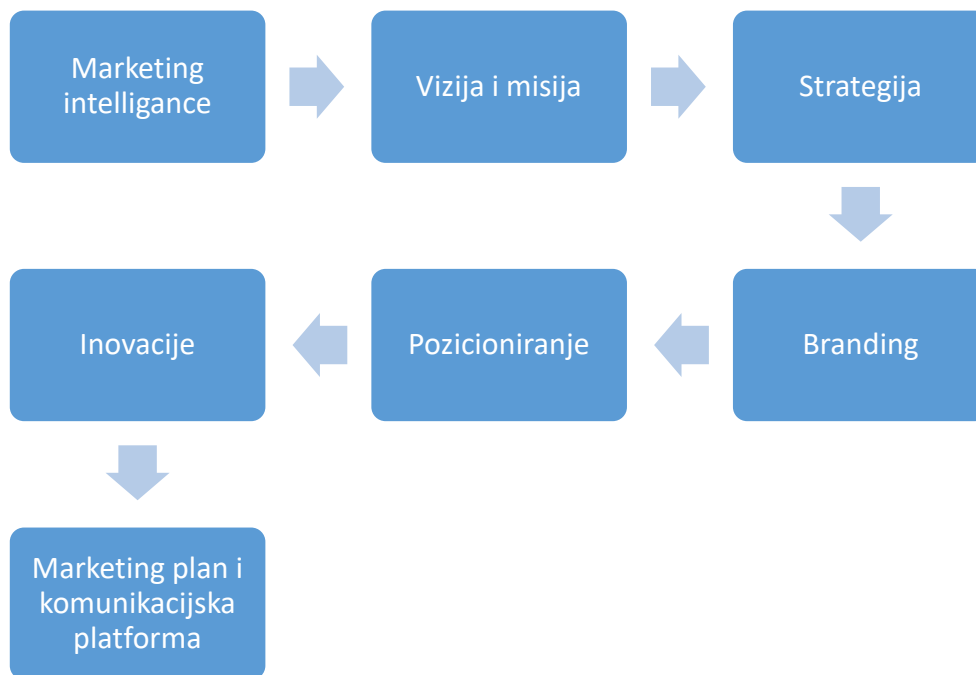 Marketing
intelligance
Vizija i misija
Strategija
Branding
Pozicioniranje
Inovacije
Marketing plan i
komunikacijska
platforma